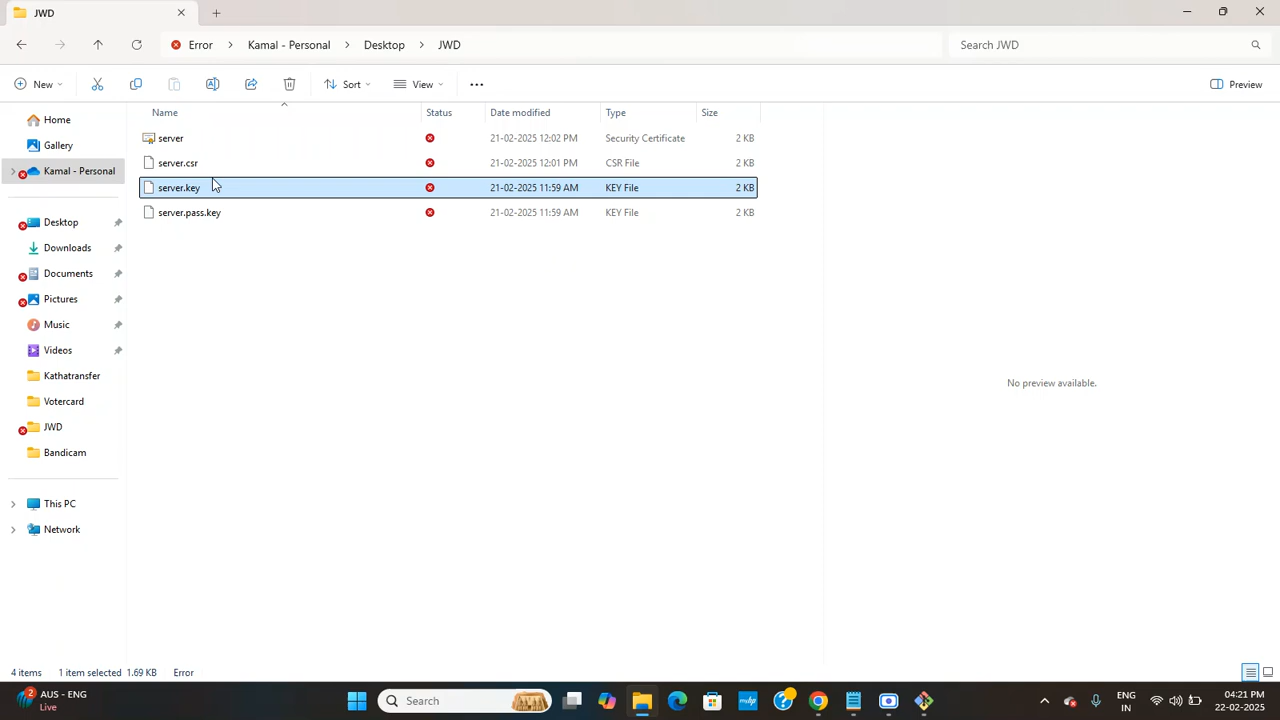 JWD
Error
Kamal - Personal
Desktop
JWD
Search JWD
New
Sort
View
Preview
Name
Status
Date modified
Type
Size
server
21-02-2025 12:02 PM
Security Certificate
2 KB
server.csr
21-02-2025 12:01 PM
CSR File
2 KB
server.key
21-02-2025 11:59 AM
KEY File
2 KB
server.pass.key
21-02-2025 11:59 AM
KEY File
2 KB
Home
Gallery
Kamal - Personal
Desktop
Downloads
Documents
Pictures
Music
Videos
Kathatransfer
Votercard
JWD
Bandicam
This PC
Network
No preview available.
4 items
1 item selected 1.69 KB
Error
2
AUS - ENG
Live
Search
mdp
ENG
IN
04:21 PM
22-02-2025